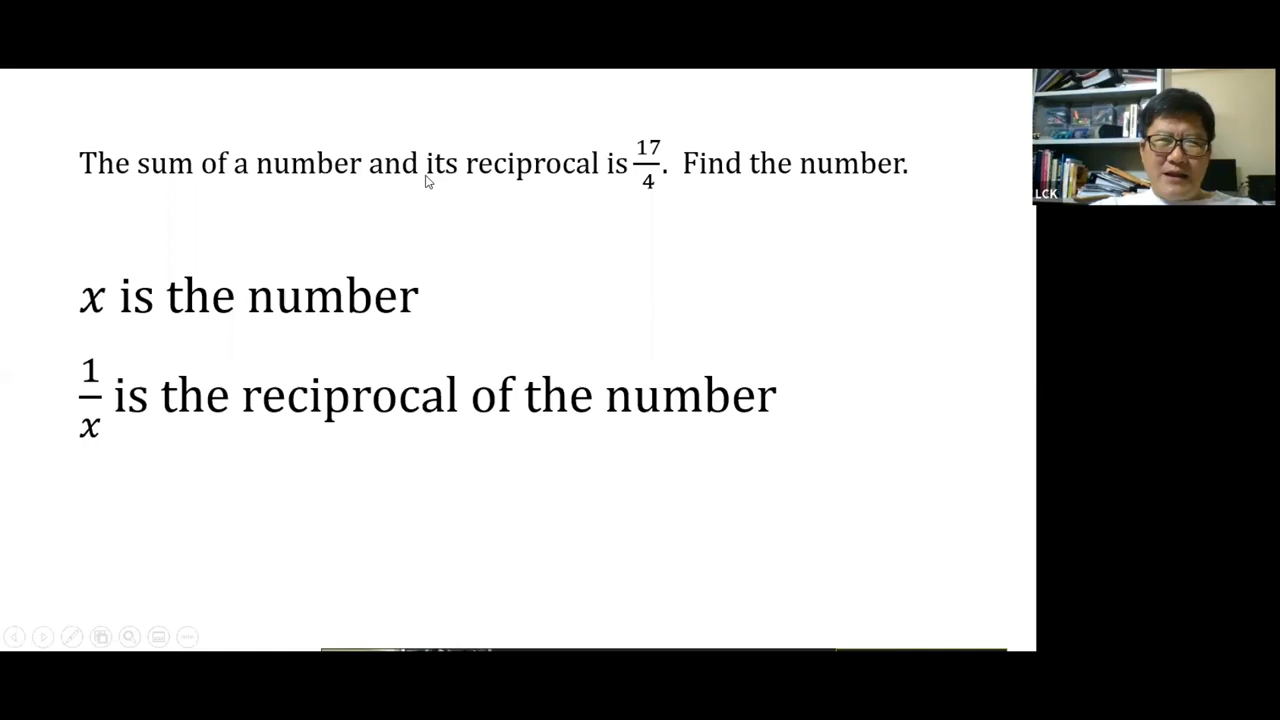 The sum of a number and its reciprocal is 17/4. Find the number.
LCK
x is the number
1/x is the reciprocal of the number